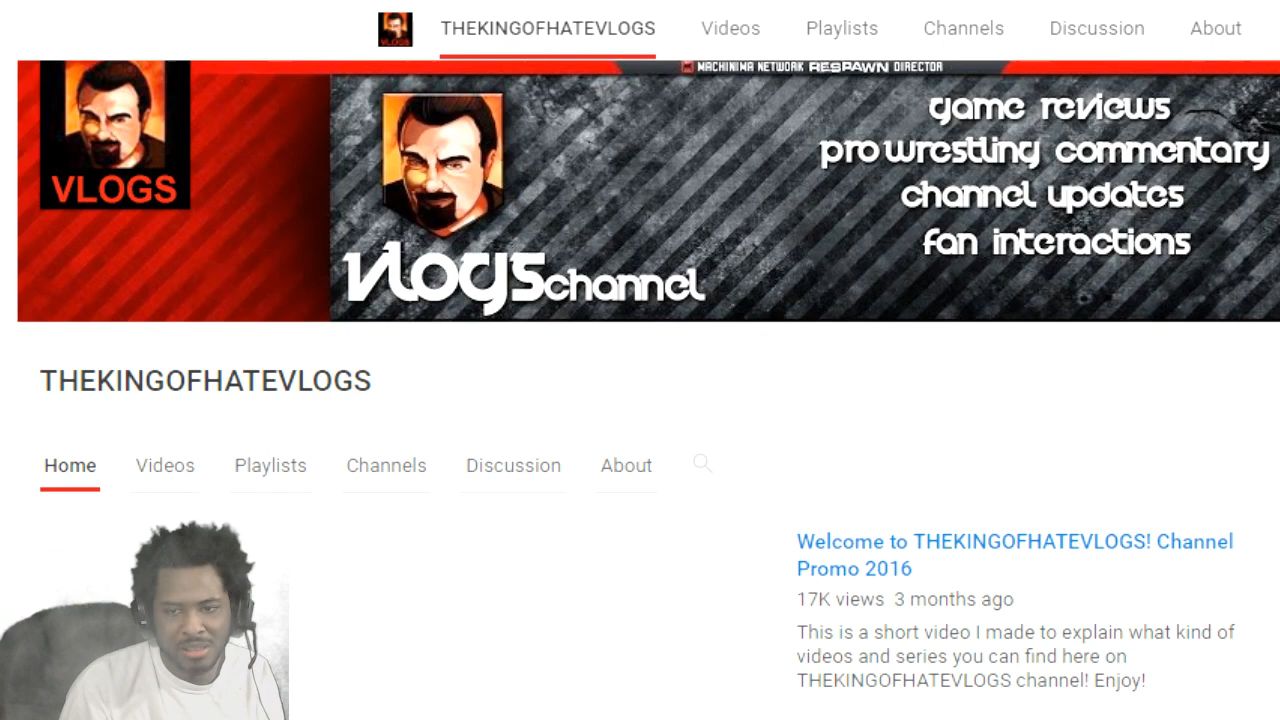 THEKINGOFHATEVLOGS Videos Playlists Channels Discussion About
MACHINIMA NETWORK RESPAWN DIRECTOR
VLOGS
game reviews
pro wrestling commentary
channel updates
fan interactions
vlogs channel
THEKINGOFHATEVLOGS
Home Videos Playlists Channels Discussion About
Welcome to THEKINGOFHATEVLOGS! Channel
Promo 2016
17K views 3 months ago
This is a short video I made to explain what kind of
videos and series you can find here on
THEKINGOFHATEVLOGS channel! Enjoy!